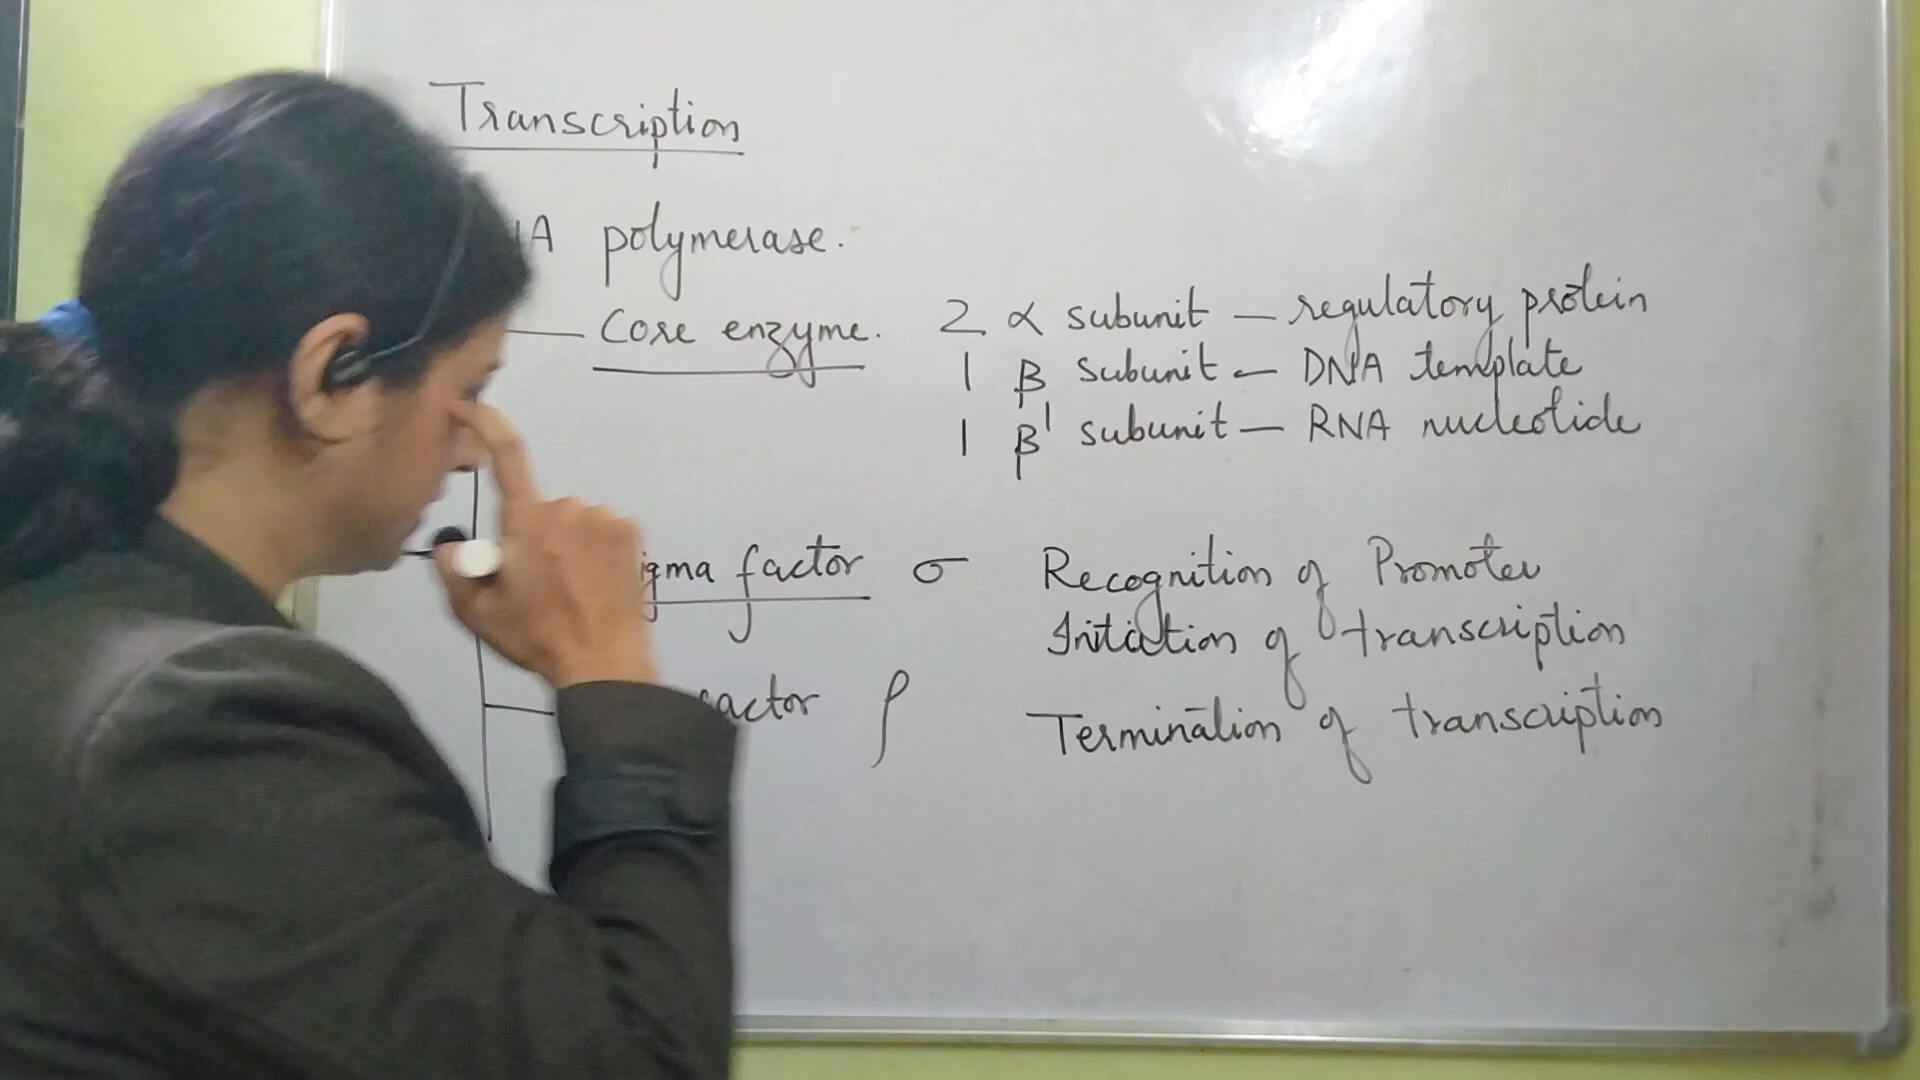 Transcription
polymerase.
Core enzyme. 2 α subunit — regulatory protein
1 β subunit — DNA template
1 β' subunit — RNA nucleotide
igma factor σ Recognition of Promoter
Initiation of transcription
actor ρ Termination of transcription